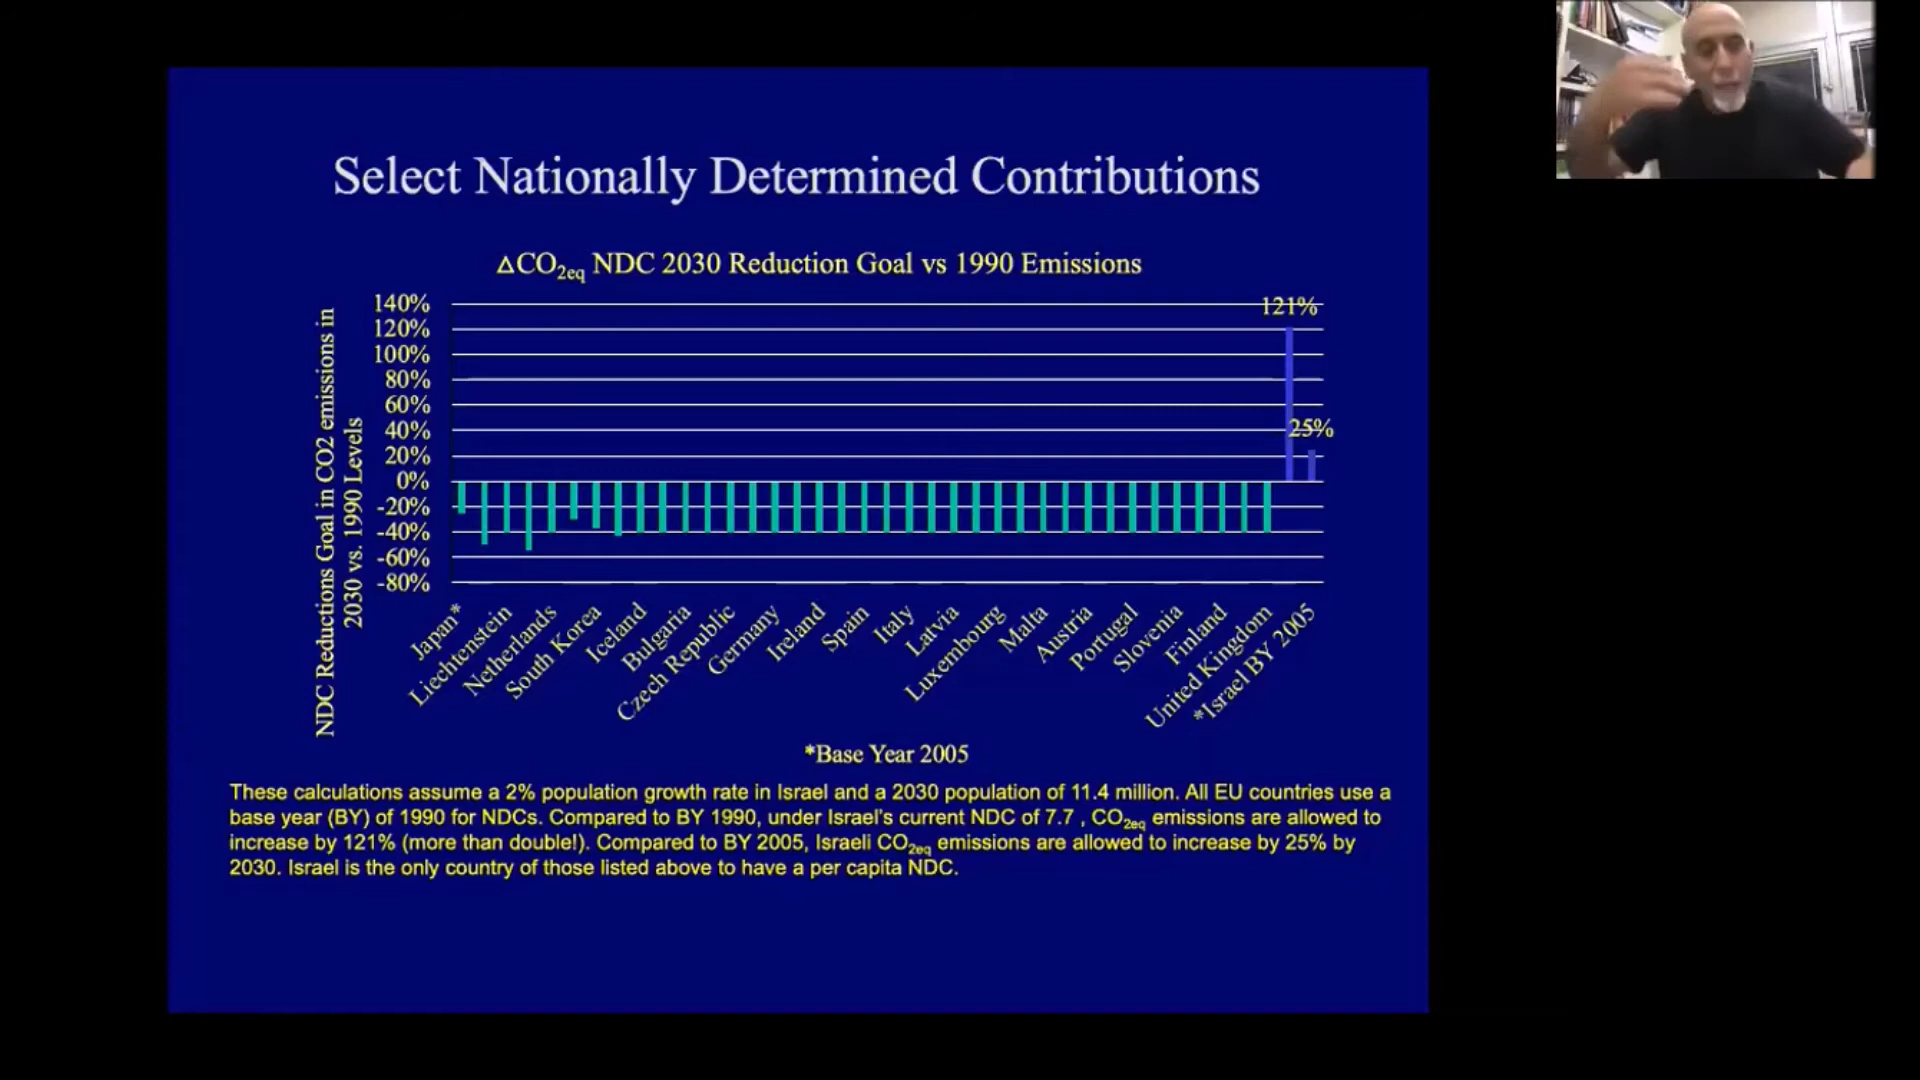 Select Nationally Determined Contributions
ΔCO2eq NDC 2030 Reduction Goal vs 1990 Emissions
NDC Reductions Goal in CO2 emissions in
2030 vs. 1990 Levels
140%
120%
100%
80%
60%
40%
20%
0%
-20%
-40%
-60%
-80%
121%
25%
Japan*
Liechtenstein
Netherlands
South Korea
Iceland
Bulgaria
Czech Republic
Germany
Ireland
Spain
Italy
Latvia
Luxembourg
Malta
Austria
Portugal
Slovenia
Finland
United Kingdom
*Israel BY 2005
*Base Year 2005
These calculations assume a 2% population growth rate in Israel and a 2030 population of 11.4 million. All EU countries use a
base year (BY) of 1990 for NDCs. Compared to BY 1990, under Israel's current NDC of 7.7 , CO2eq emissions are allowed to
increase by 121% (more than double!). Compared to BY 2005, Israeli CO2eq emissions are allowed to increase by 25% by
2030. Israel is the only country of those listed above to have a per capita NDC.